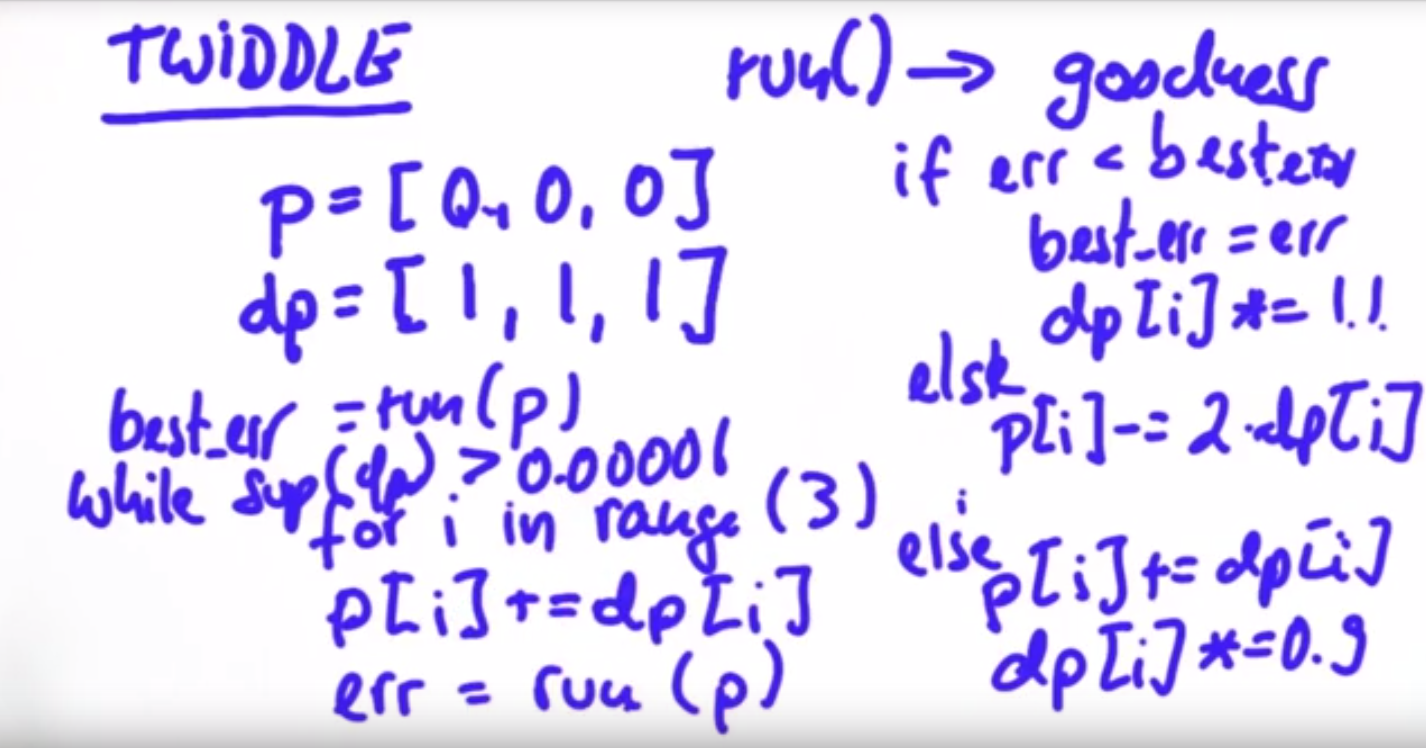 TWIDDLE
p = [0, 0, 0]
dp = [1, 1, 1]
best_err = run(p)
while sum(dp) > 0.00001
for i in range (3)
p[i] += dp[i]
err = run (p)
run() → goodness
if err < best_err
best_err = err
dp[i] *= 1.1
else
p[i] -= 2·dp[i]
⋮
else
p[i] += dp[i]
dp[i] *= 0.9